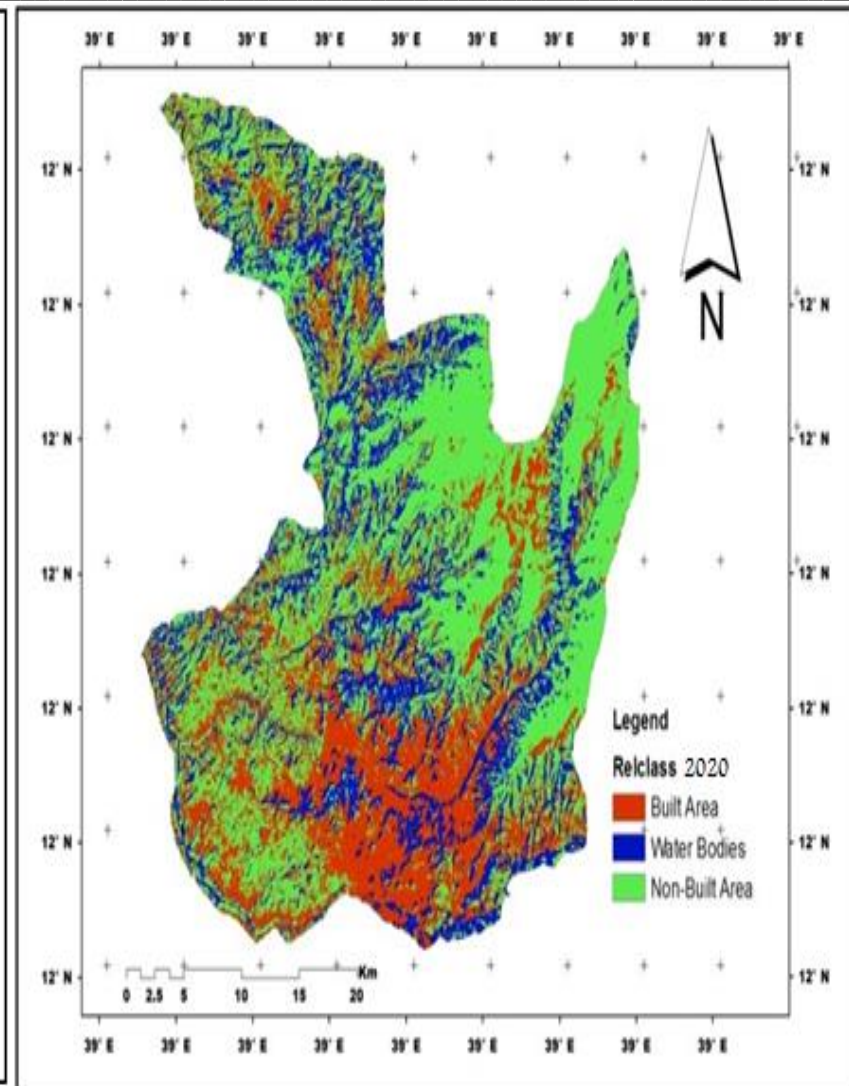 39° E 39° E 39° E 39° E 39° E 39° E 39° E 39° E 39° E 39° E
12° N 12° N
N
12° N 12° N
12° N 12° N
12° N 12° N
12° N 12° N
Legend
Relclass 2020
Built Area
Water Bodies
Non-Built Area
12° N 12° N
12° N 12° N
Km
0 2.5 5 10 15 20
39° E 39° E 39° E 39° E 39° E 39° E 39° E 39° E 39° E